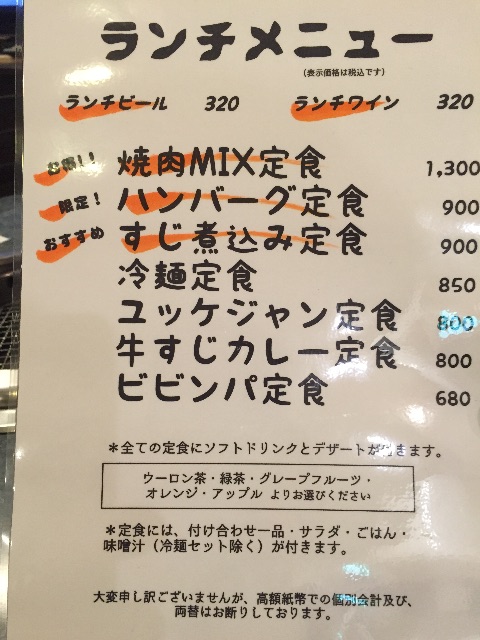 ランチメニュー
（表示価格は税込です）
ランチビール 320 ランチワイン 320
お得!! 焼肉MIX定食 1,300
限定! ハンバーグ定食 900
おすすめ すじ煮込み定食 900
冷麺定食 850
ユッケジャン定食 800
牛すじカレー定食 800
ビビンパ定食 680
＊全ての定食にソフトドリンクとデザートが付きます。
ウーロン茶・緑茶・グレープフルーツ・
オレンジ・アップル よりお選びください
＊定食には、付け合わせ一品・サラダ・ごはん・
味噌汁（冷麺セット除く）が付きます。
大変申し訳ございませんが、高額紙幣での個別会計及び、
両替はお断りしております。